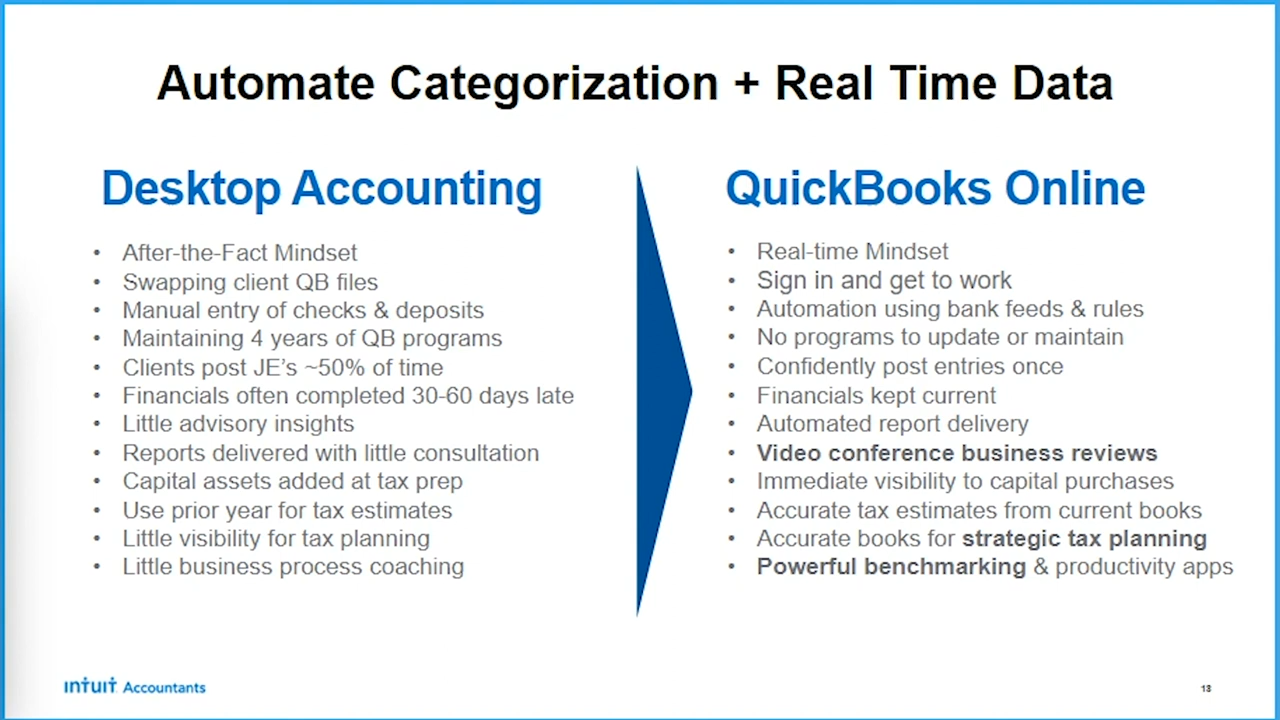 Automate Categorization + Real Time Data
Desktop Accounting
• After-the-Fact Mindset
• Swapping client QB files
• Manual entry of checks & deposits
• Maintaining 4 years of QB programs
• Clients post JE's ~50% of time
• Financials often completed 30-60 days late
• Little advisory insights
• Reports delivered with little consultation
• Capital assets added at tax prep
• Use prior year for tax estimates
• Little visibility for tax planning
• Little business process coaching
QuickBooks Online
• Real-time Mindset
• Sign in and get to work
• Automation using bank feeds & rules
• No programs to update or maintain
• Confidently post entries once
• Financials kept current
• Automated report delivery
• Video conference business reviews
• Immediate visibility to capital purchases
• Accurate tax estimates from current books
• Accurate books for strategic tax planning
• Powerful benchmarking & productivity apps
INTUIT Accountants
13